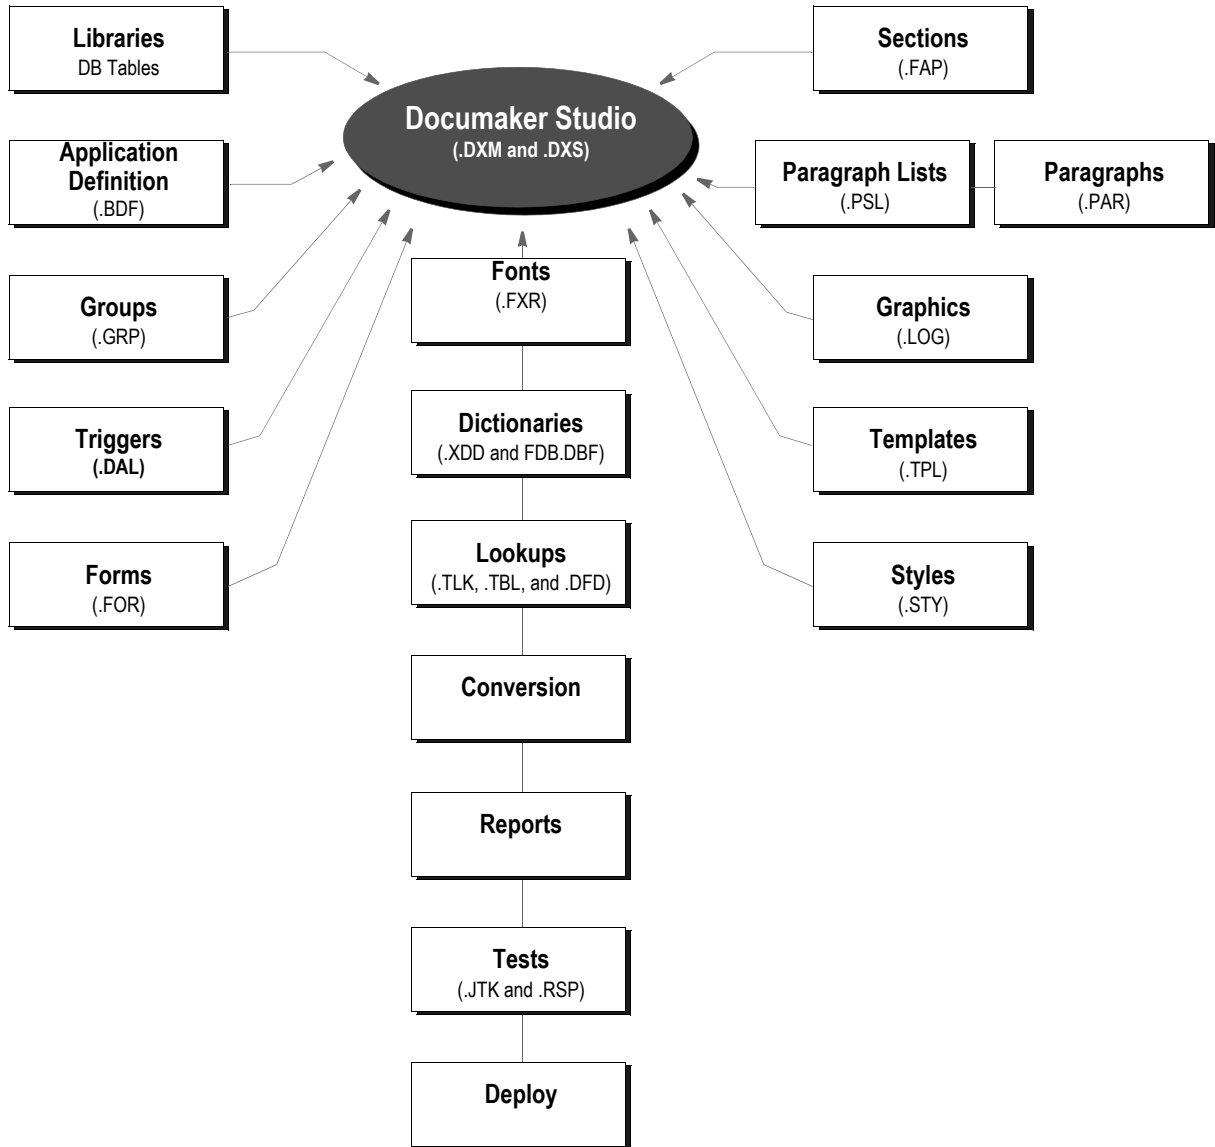 Libraries
DB Tables
Sections
(.FAP)
Documaker Studio
(.DXM and .DXS)
Application
Definition
(.BDF)
Paragraph Lists
(.PSL)
Paragraphs
(.PAR)
Groups
(.GRP)
Fonts
(.FXR)
Graphics
(.LOG)
Triggers
(.DAL)
Dictionaries
(.XDD and FDB.DBF)
Templates
(.TPL)
Forms
(.FOR)
Lookups
(.TLK, .TBL, and .DFD)
Styles
(.STY)
Conversion
Reports
Tests
(.JTK and .RSP)
Deploy